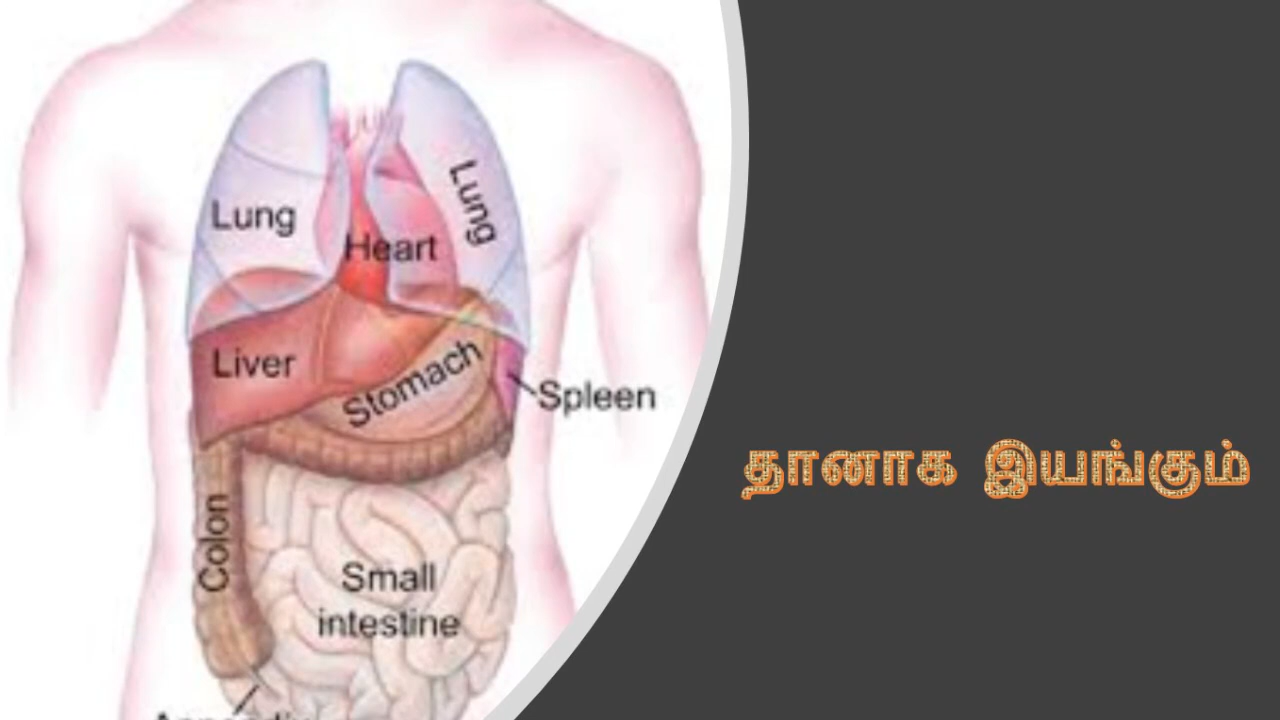 Lung
Lung
Heart
Liver
Stomach
Spleen
Colon
Small
intestine
தானாக இயங்கும்